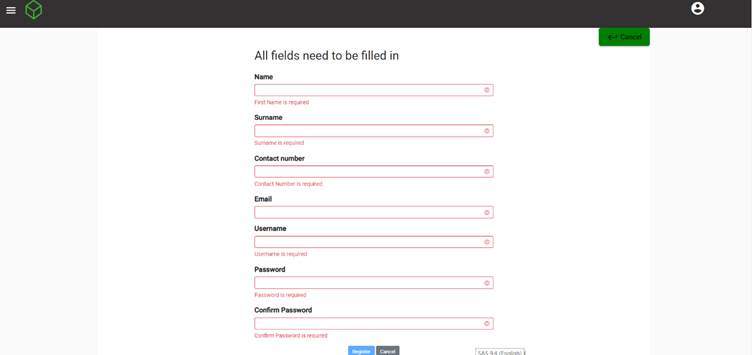 Cancel
All fields need to be filled in
Name
First Name is required
Surname
Surname is required
Contact number
Contact Number is required
Email
Username
Username is required
Password
Password is required
Confirm Password
Confirm Password is required
Register Cancel
SAS 9.4 (English)